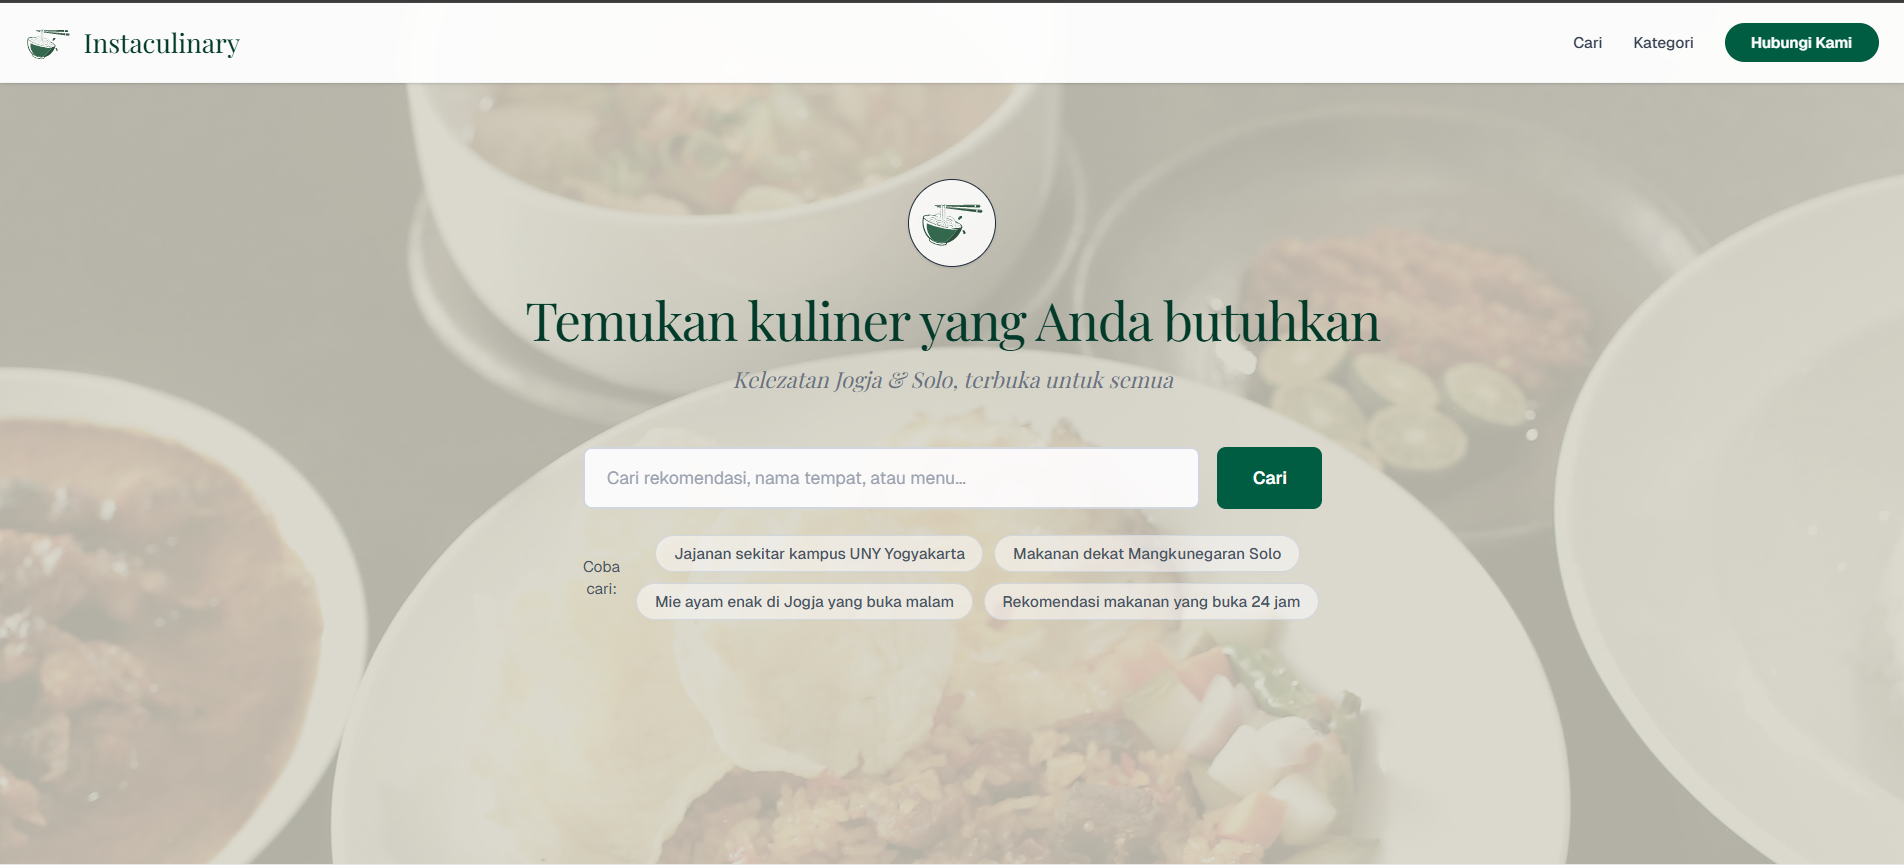 Instaculinary
Cari
Kategori
Hubungi Kami
Temukan kuliner yang Anda butuhkan
Kelezatan Jogja & Solo, terbuka untuk semua
Cari rekomendasi, nama tempat, atau menu...
Cari
Coba
cari:
Jajanan sekitar kampus UNY Yogyakarta
Makanan dekat Mangkunegaran Solo
Mie ayam enak di Jogja yang buka malam
Rekomendasi makanan yang buka 24 jam